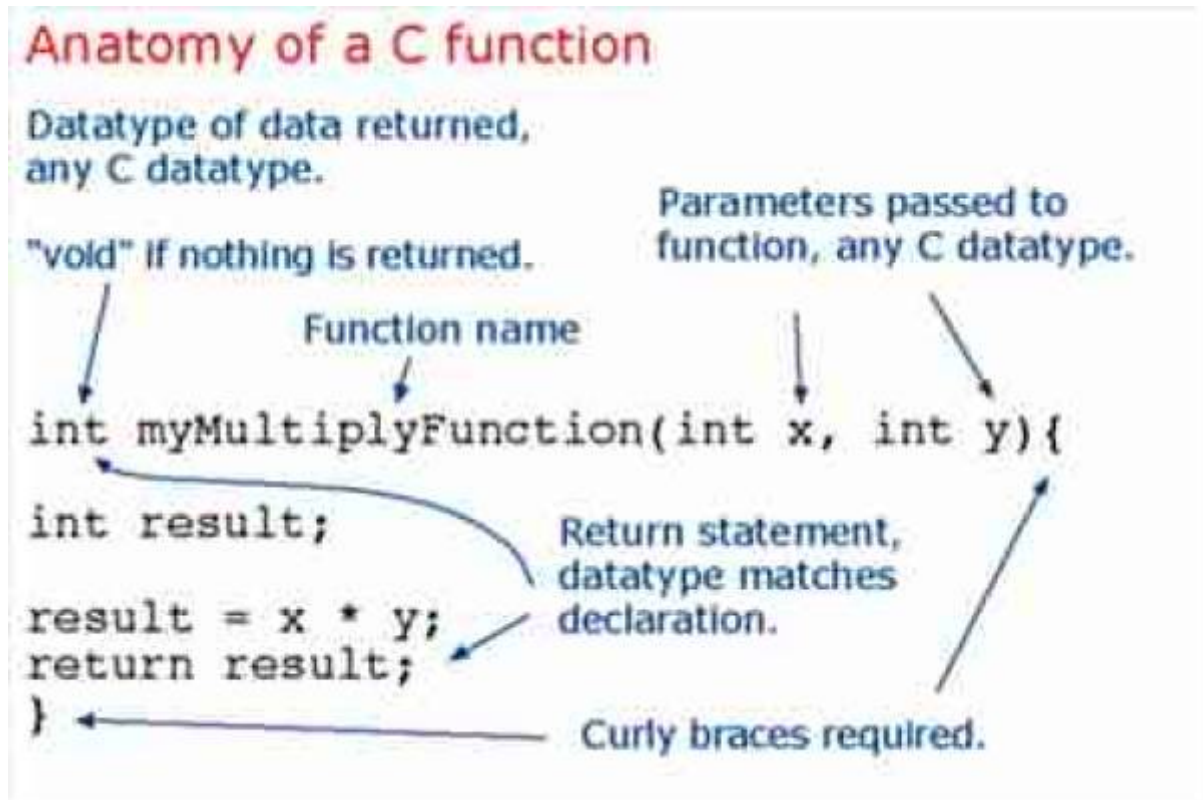 Anatomy of a C function
Datatype of data returned,
any C datatype.
"void" if nothing is returned.
Parameters passed to
function, any C datatype.
Function name
int myMultiplyFunction(int x, int y){
int result;
Return statement,
datatype matches
declaration.
result = x * y;
return result;
}
Curly braces required.